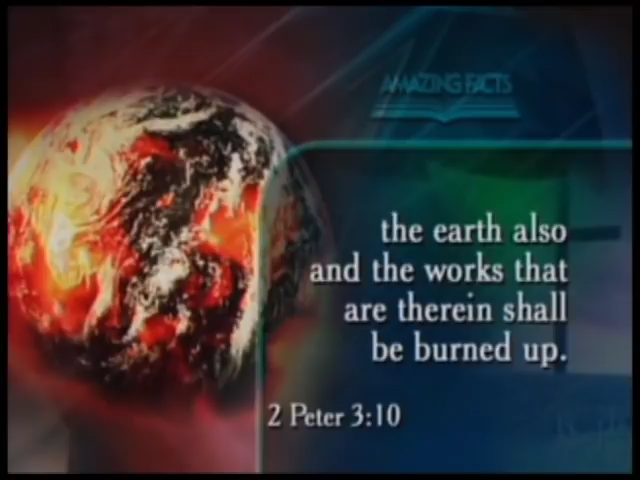 AMAZING FACTS
the earth also
and the works that
are therein shall
be burned up.
2 Peter 3:10